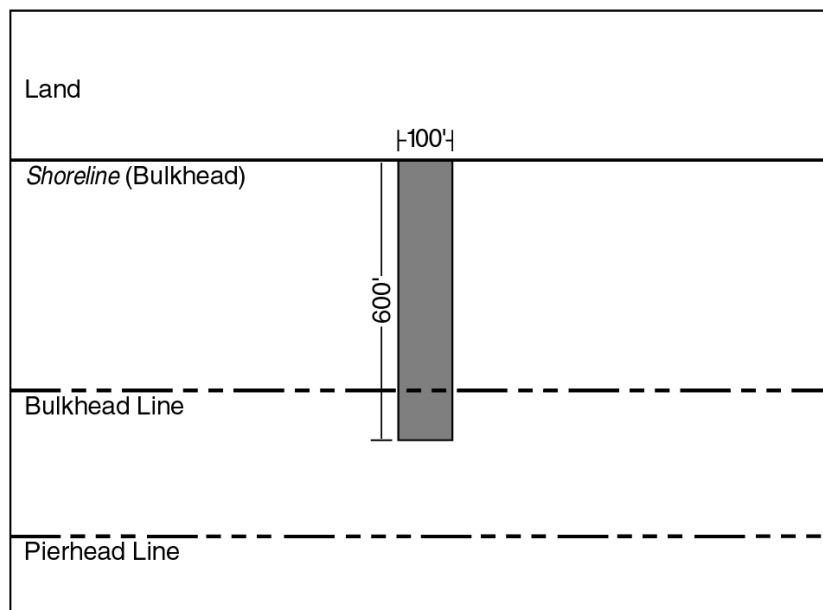 Land
100'
Shoreline (Bulkhead)
600'
Bulkhead Line
Pierhead Line